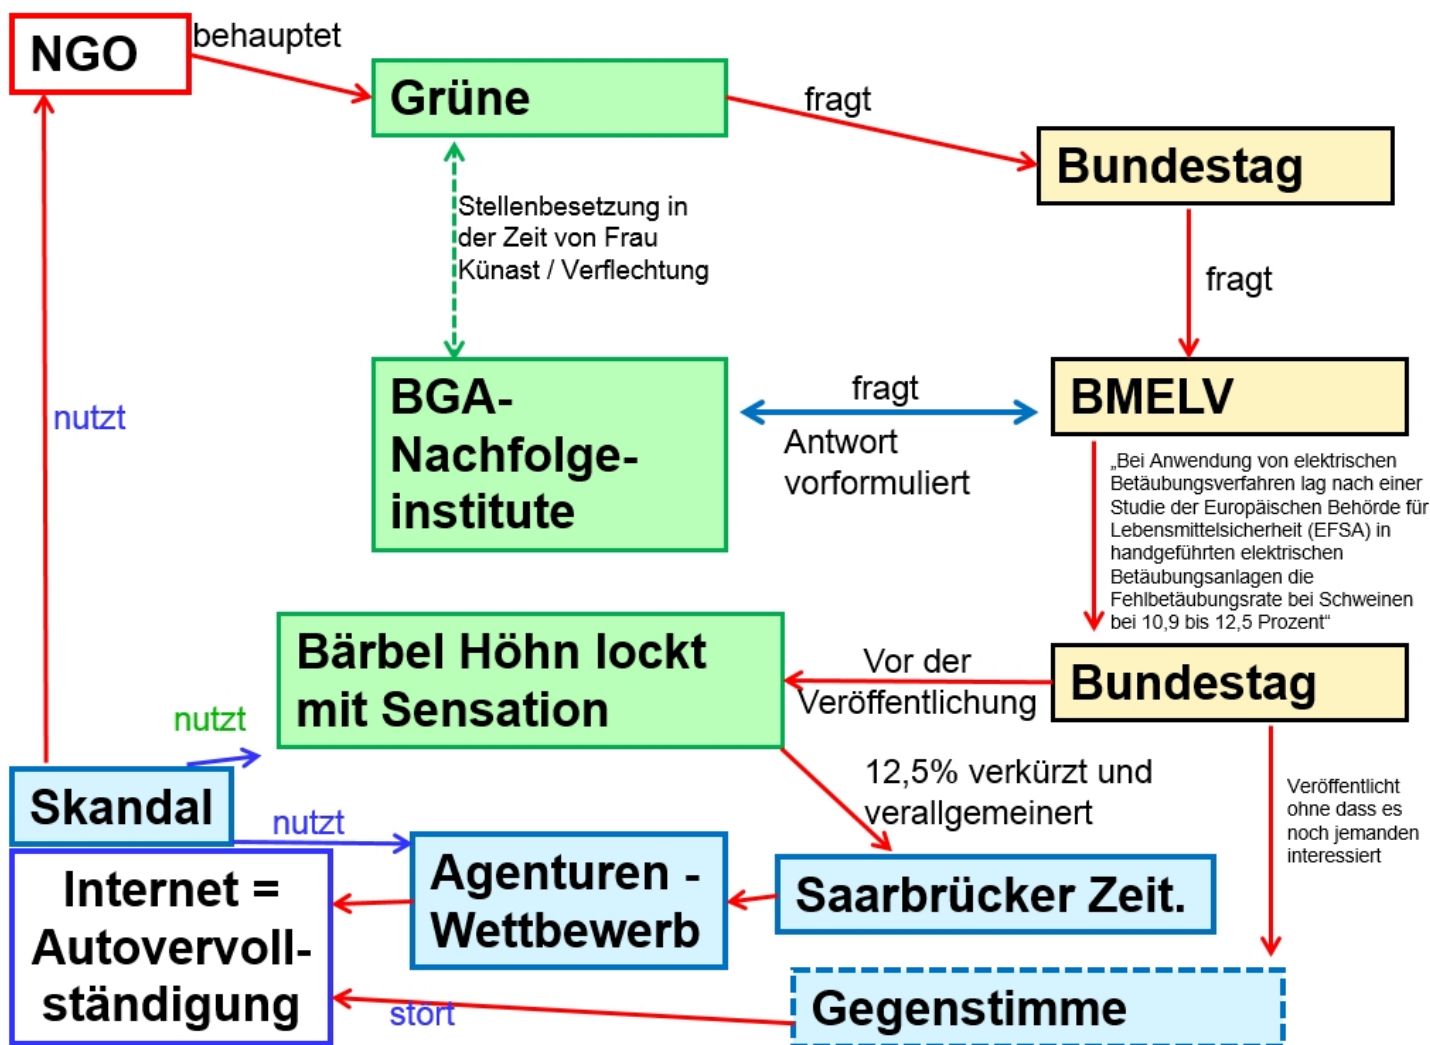 NGO
behauptet
Grüne
fragt
Bundestag
Stellenbesetzung in
der Zeit von Frau
Künast / Verflechtung
fragt
nutzt
BGA-
Nachfolge-
institute
fragt
Antwort
vorformuliert
BMELV
„Bei Anwendung von elektrischen
Betäubungsverfahren lag nach einer
Studie der Europäischen Behörde für
Lebensmittelsicherheit (EFSA) in
handgeführten elektrischen
Betäubungsanlagen die
Fehlbetäubungsrate bei Schweinen
bei 10,9 bis 12,5 Prozent“
Bärbel Höhn lockt
mit Sensation
Vor der
Veröffentlichung
Bundestag
nutzt
Skandal
nutzt
12,5% verkürzt und
verallgemeinert
Veröffentlicht
ohne dass es
noch jemanden
interessiert
Internet =
Autovervoll-
ständigung
Agenturen -
Wettbewerb
Saarbrücker Zeit.
stört
Gegenstimme